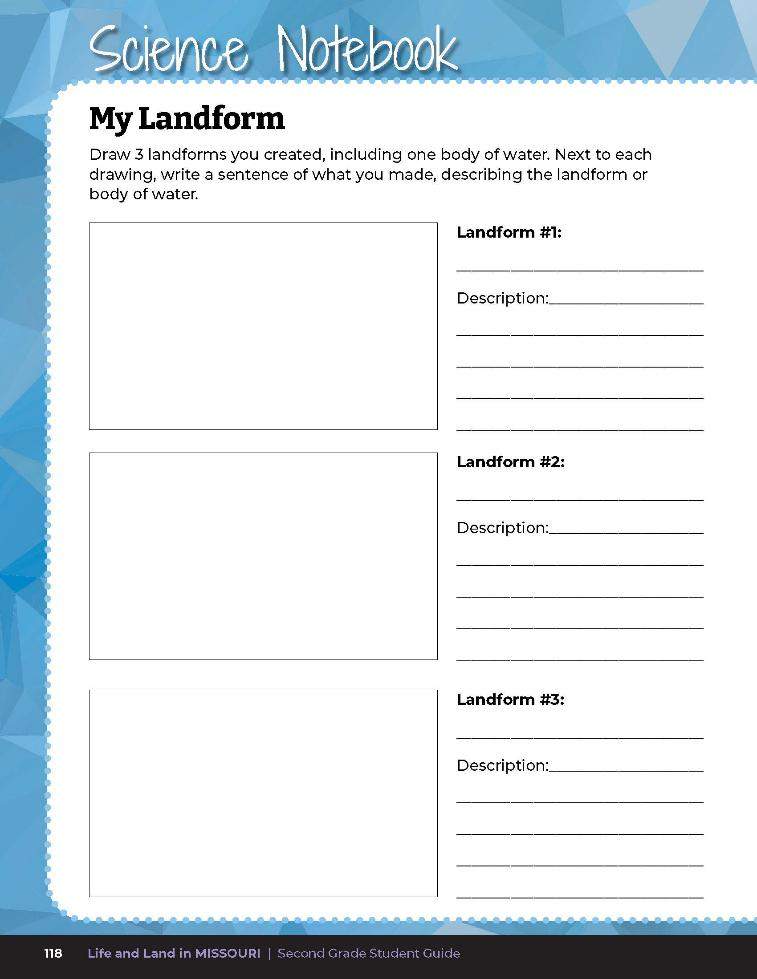 Science Notebook
My Landform
Draw 3 landforms you created, including one body of water. Next to each
drawing, write a sentence of what you made, describing the landform or
body of water.
Landform #1:
Description:
Landform #2:
Description:
Landform #3:
Description:
118 Life and Land in MISSOURI | Second Grade Student Guide